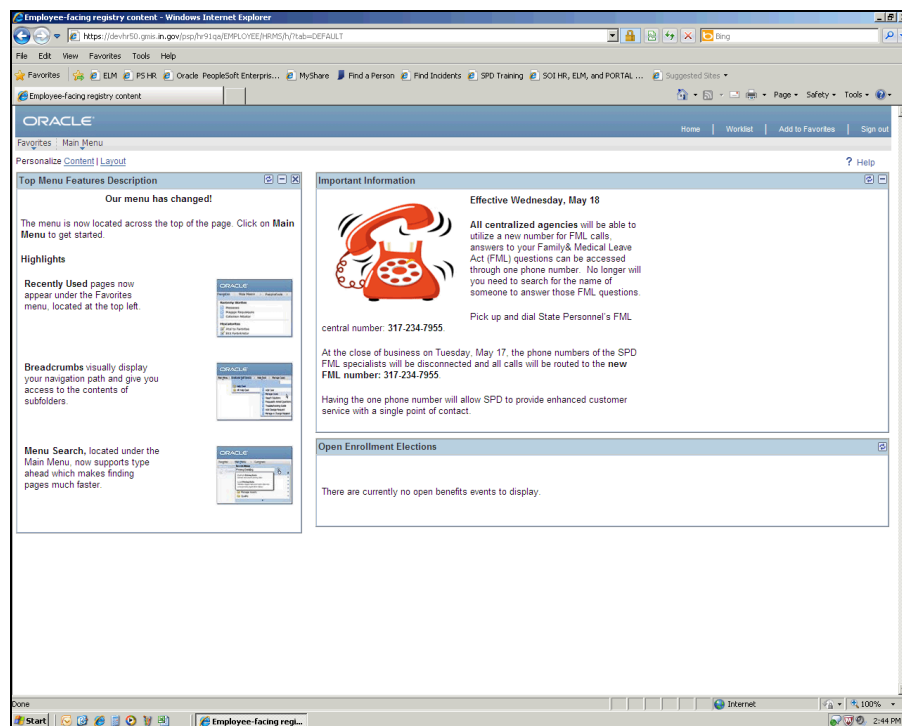 Employee-facing registry content - Windows Internet Explorer
https://devhr50.gmis.in.gov/psp/hr91qa/EMPLOYEE/HRMS/h/?tab=DEFAULT
Bing
File Edit View Favorites Tools Help
Favorites ELM PS HR Oracle PeopleSoft Enterpris... MyShare Find a Person Find Incidents SPD Training SOI HR, ELM, and PORTAL ... Suggested Sites
Employee-facing registry content
Page Safety Tools
ORACLE
Home | Worklist | Add to Favorites | Sign out
Favorites Main Menu
Personalize Content | Layout
? Help
Top Menu Features Description
Our menu has changed!
The menu is now located across the top of the page. Click on Main
Menu to get started.
Highlights
Recently Used pages now
appear under the Favorites
menu, located at the top left.
ORACLE
Breadcrumbs visually display
your navigation path and give you
access to the contents of
subfolders.
ORACLE
Menu Search, located under the
Main Menu, now supports type
ahead which makes finding
pages much faster.
ORACLE
Important Information
Effective Wednesday, May 18
All centralized agencies will be able to
utilize a new number for FML calls,
answers to your Family& Medical Leave
Act (FML) questions can be accessed
through one phone number. No longer will
you need to search for the name of
someone to answer those FML questions.
Pick up and dial State Personnel's FML
central number: 317-234-7955.
At the close of business on Tuesday, May 17, the phone numbers of the SPD
FML specialists will be disconnected and all calls will be routed to the new
FML number: 317-234-7955.
Having the one phone number will allow SPD to provide enhanced customer
service with a single point of contact.
Open Enrollment Elections
There are currently no open benefits events to display.
Done
Internet
100%
Start
Employee-facing regi...
2:44 PM